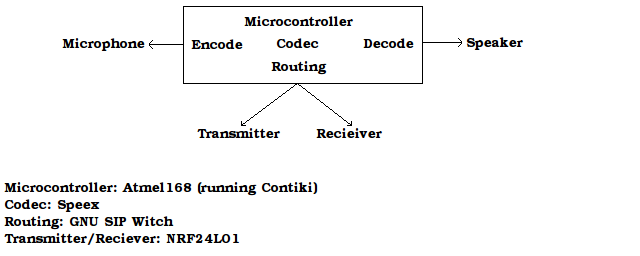 Microcontroller
Microphone Encode Codec Decode Speaker
Routing
Transmitter Recieiver
Microcontroller: Atmel168 (running Contiki)
Codec: Speex
Routing: GNU SIP Witch
Transmitter/Reciever: NRF24L01